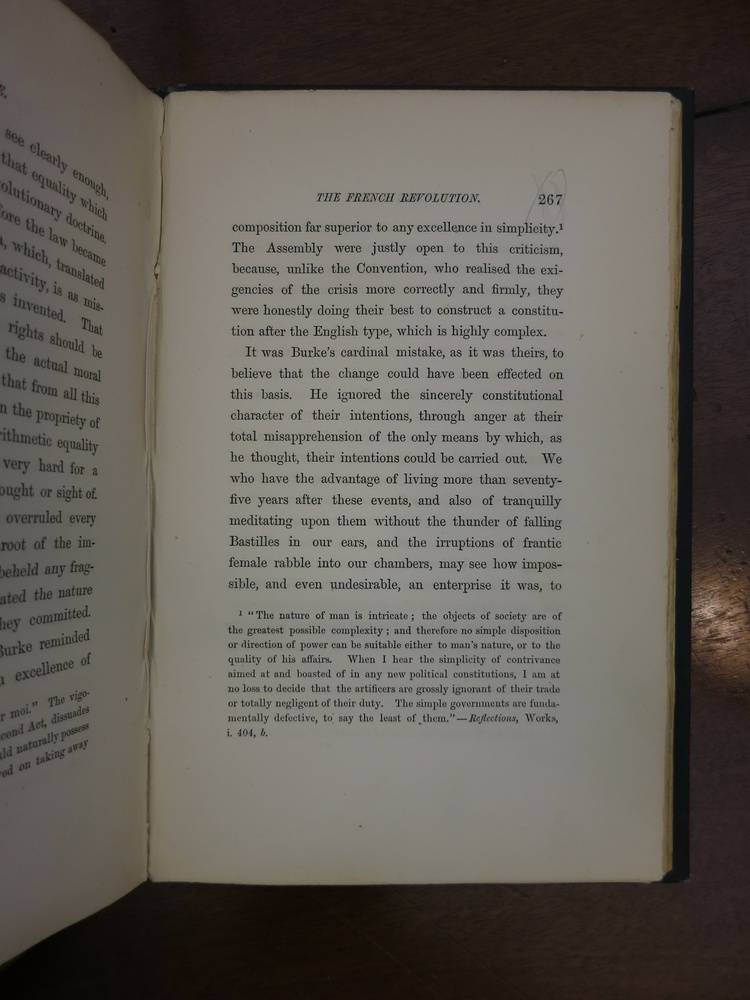 E.
see clearly enough,
that equality which
olutionary doctrine.
ore the law became
, which, translated
activity, is as mis-
s invented. That
rights should be
the actual moral
that from all this
n the propriety of
ithmetic equality
very hard for a
ought or sight of.
overruled every
root of the im-
beheld any frag-
ated the nature
hey committed.
Burke reminded
excellence of
r moi." The vigo-
cond Act, dissuades
ld naturally possess
ed on taking away
THE FRENCH REVOLUTION. 267
composition far superior to any excellence in simplicity.¹
The Assembly were justly open to this criticism,
because, unlike the Convention, who realised the exi-
gencies of the crisis more correctly and firmly, they
were honestly doing their best to construct a constitu-
tion after the English type, which is highly complex.
It was Burke's cardinal mistake, as it was theirs, to
believe that the change could have been effected on
this basis. He ignored the sincerely constitutional
character of their intentions, through anger at their
total misapprehension of the only means by which, as
he thought, their intentions could be carried out. We
who have the advantage of living more than seventy-
five years after these events, and also of tranquilly
meditating upon them without the thunder of falling
Bastilles in our ears, and the irruptions of frantic
female rabble into our chambers, may see how impos-
sible, and even undesirable, an enterprise it was, to
¹ "The nature of man is intricate; the objects of society are of
the greatest possible complexity; and therefore no simple disposition
or direction of power can be suitable either to man's nature, or to the
quality of his affairs. When I hear the simplicity of contrivance
aimed at and boasted of in any new political constitutions, I am at
no loss to decide that the artificers are grossly ignorant of their trade
or totally negligent of their duty. The simple governments are funda-
mentally defective, to say the least of them."—Reflections, Works,
i. 404, b.